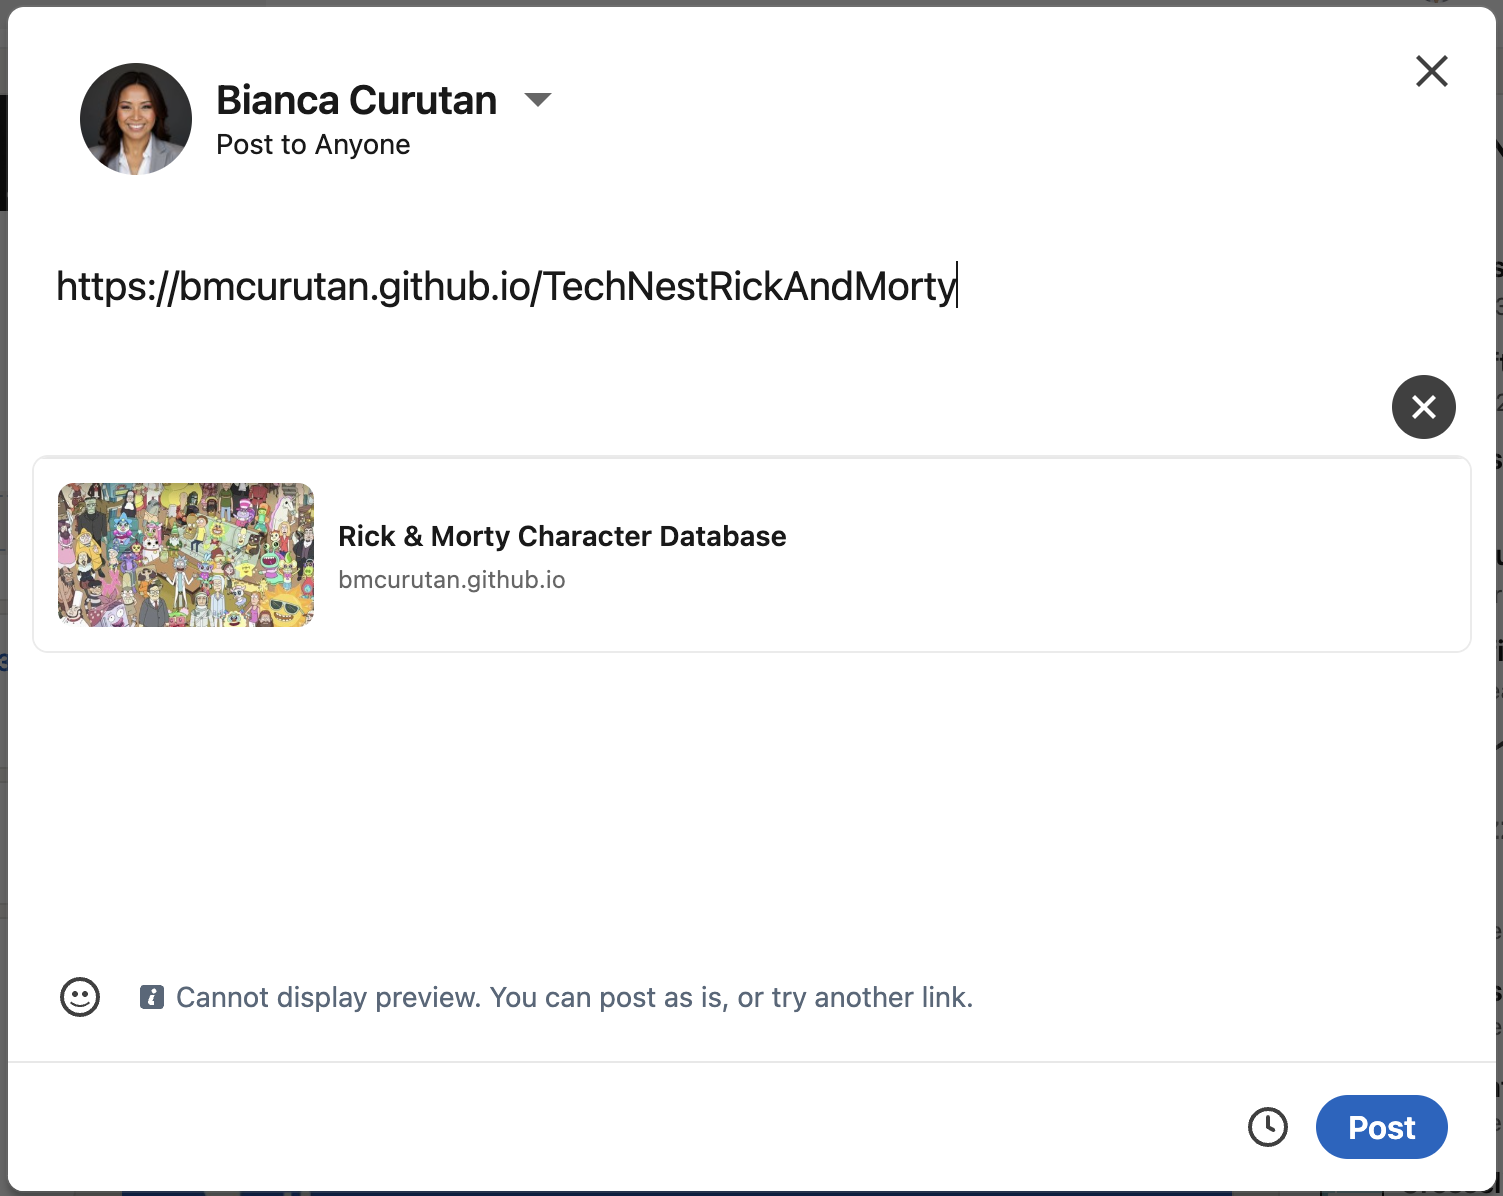 Bianca Curutan
Post to Anyone
https://bmcurutan.github.io/TechNestRickAndMorty
Rick & Morty Character Database
bmcurutan.github.io
Cannot display preview. You can post as is, or try another link.
Post